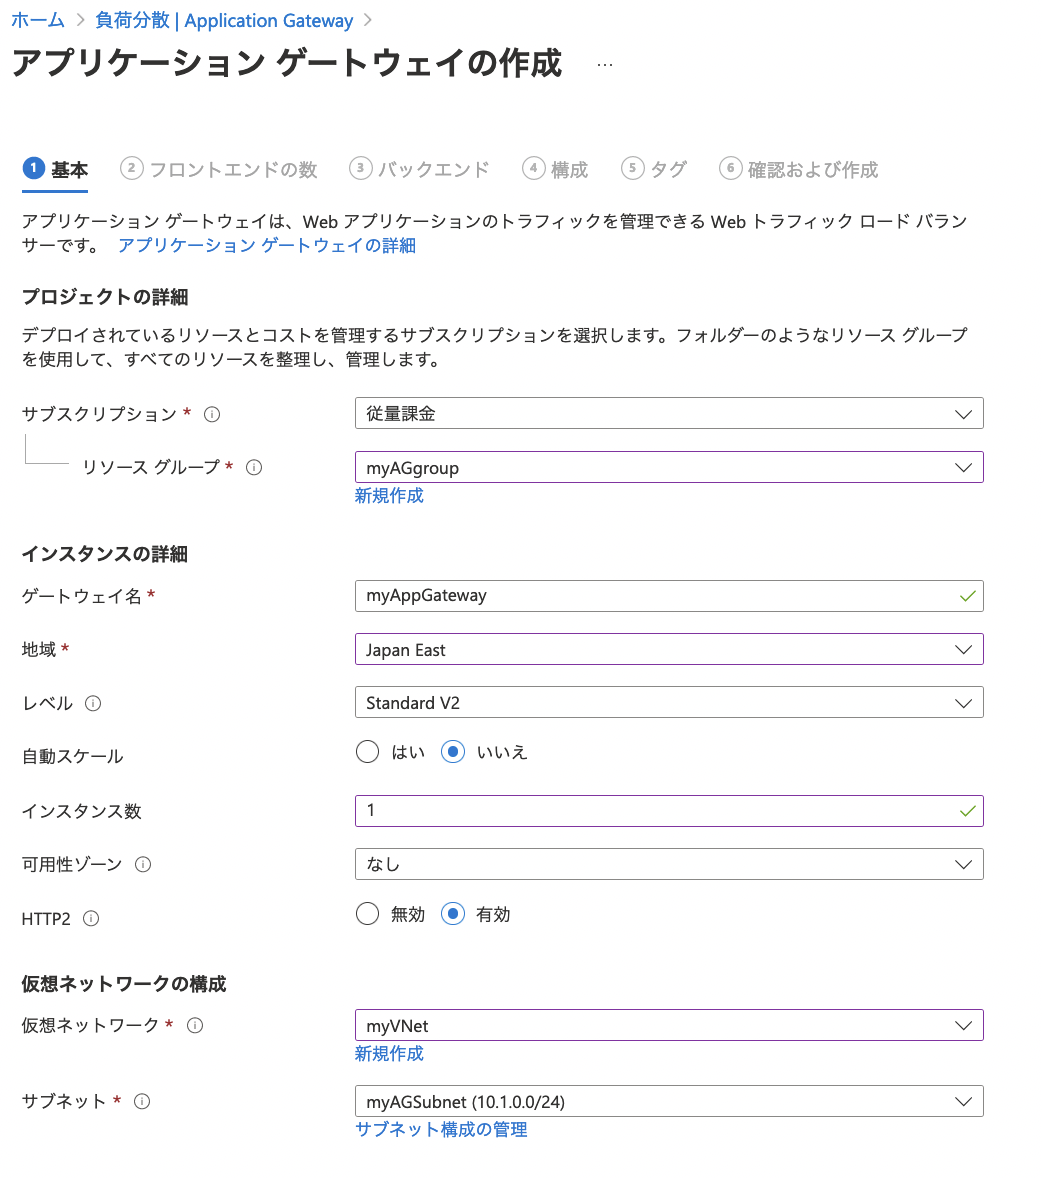 ホーム > 負荷分散 | Application Gateway >
アプリケーション ゲートウェイの作成 …
1 基本 2 フロントエンドの数 3 バックエンド 4 構成 5 タグ 6 確認および作成
アプリケーション ゲートウェイは、Web アプリケーションのトラフィックを管理できる Web トラフィック ロード バラン
サーです。 アプリケーション ゲートウェイの詳細
プロジェクトの詳細
デプロイされているリソースとコストを管理するサブスクリプションを選択します。フォルダーのようなリソース グループ
を使用して、すべてのリソースを整理し、管理します。
サブスクリプション * 従量課金
リソース グループ * myAGgroup
新規作成
インスタンスの詳細
ゲートウェイ名 * myAppGateway
地域 * Japan East
レベル Standard V2
自動スケール はい いいえ
インスタンス数 1
可用性ゾーン なし
HTTP2 無効 有効
仮想ネットワークの構成
仮想ネットワーク * myVNet
新規作成
サブネット * myAGSubnet (10.1.0.0/24)
サブネット構成の管理